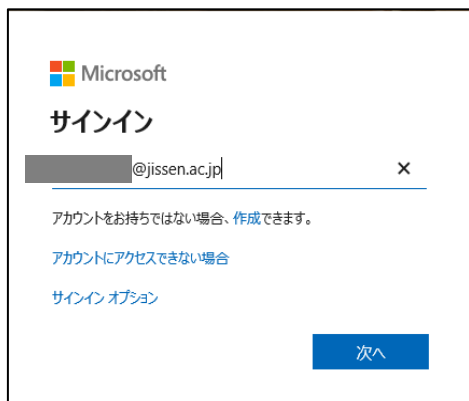 Microsoft
サインイン
@jissen.ac.jp
アカウントをお持ちではない場合、作成できます。
アカウントにアクセスできない場合
サインイン オプション
次へ